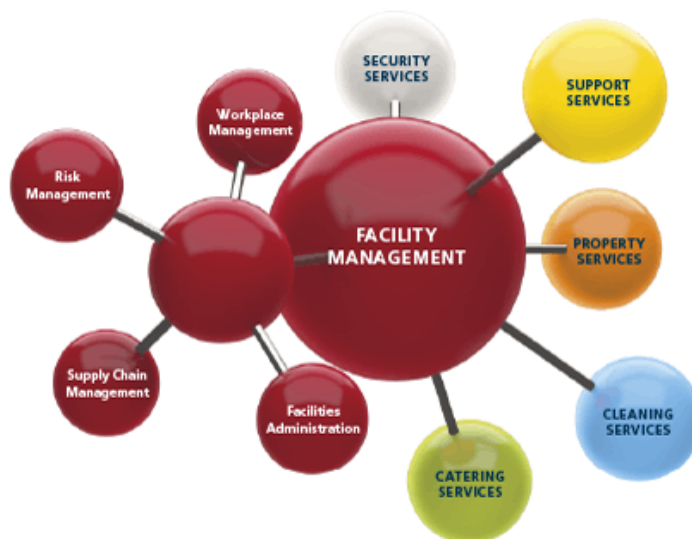 SECURITY
SERVICES
SUPPORT
SERVICES
Workplace
Management
Risk
Management
FACILITY
MANAGEMENT
PROPERTY
SERVICES
Supply Chain
Management
Facilities
Administration
CLEANING
SERVICES
CATERING
SERVICES